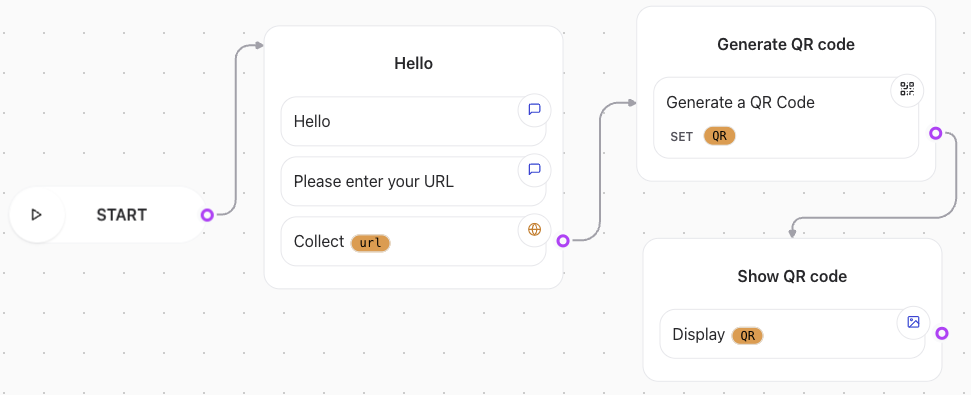 START
Hello
Hello
Please enter your URL
Collect url
Generate QR code
Generate a QR Code
SET QR
Show QR code
Display QR